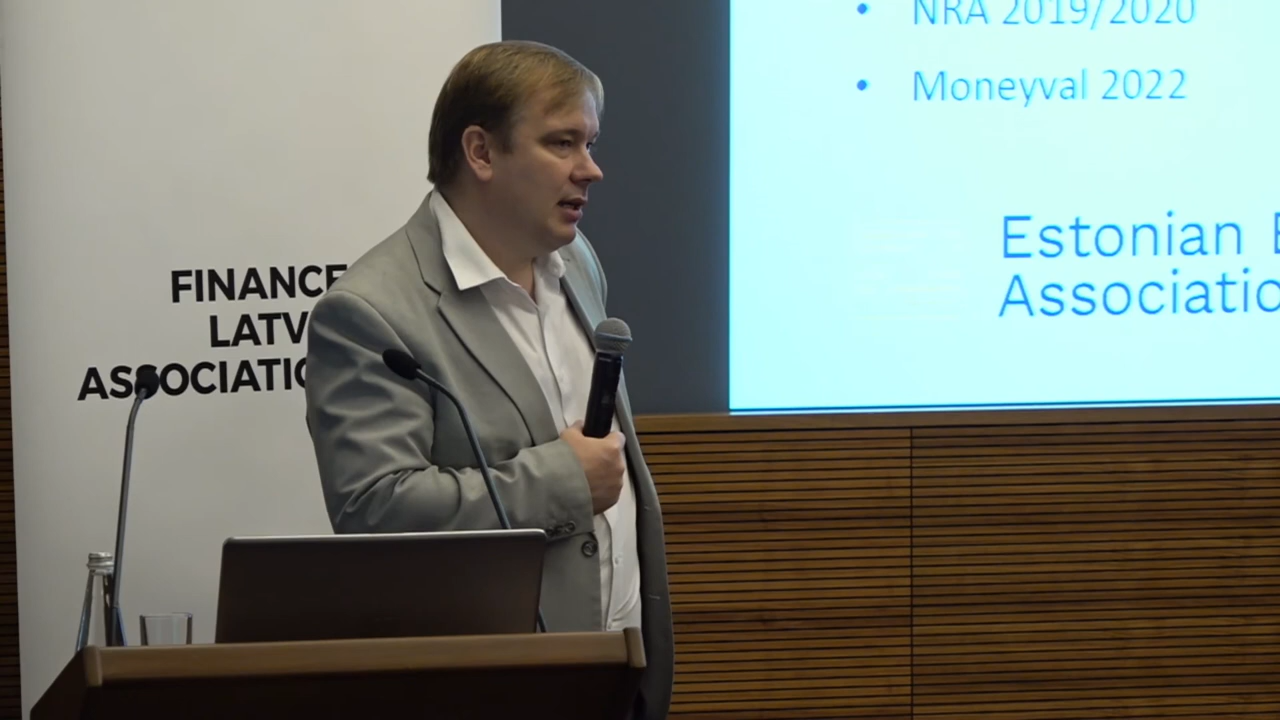 FINANCE
LATV
ASSOCIATIO
• NRA 2019/2020
• Moneyval 2022
Estonian
Associatio